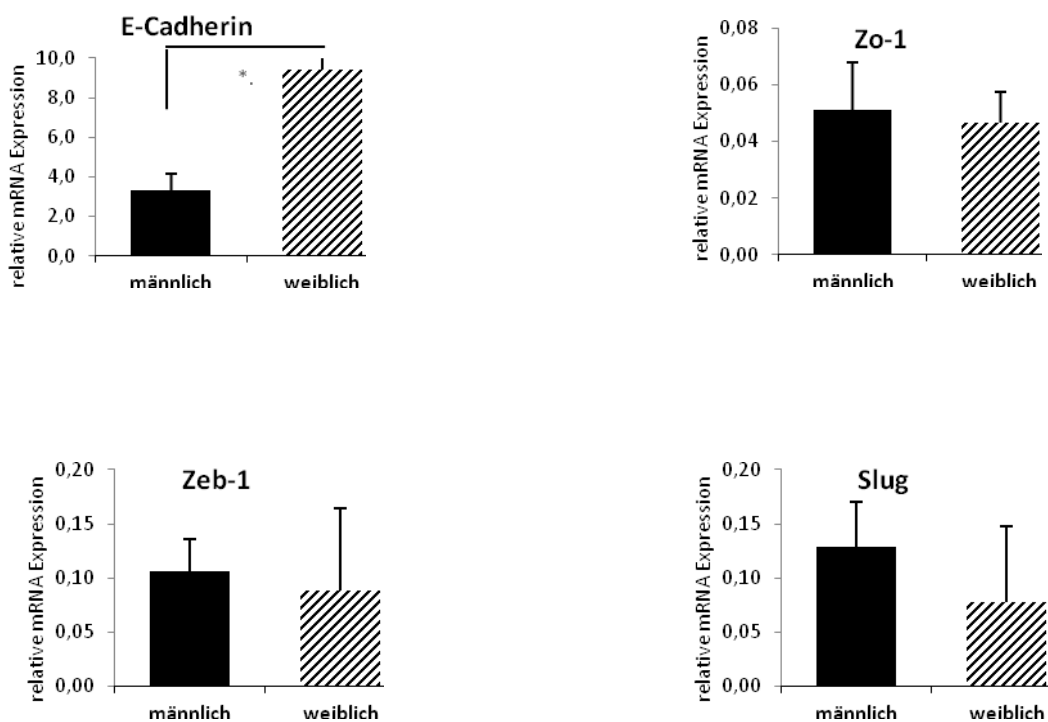 E-Cadherin
relative mRNA Expression
10,0
8,0
6,0
4,0
2,0
0,0
*.
männlich weiblich
Zo-1
relative mRNA Expression
0,08
0,06
0,04
0,02
0,00
männlich weiblich
Zeb-1
relative mRNA Expression
0,20
0,15
0,10
0,05
0,00
männlich weiblich
Slug
relative mRNA Expression
0,20
0,15
0,10
0,05
0,00
männlich weiblich